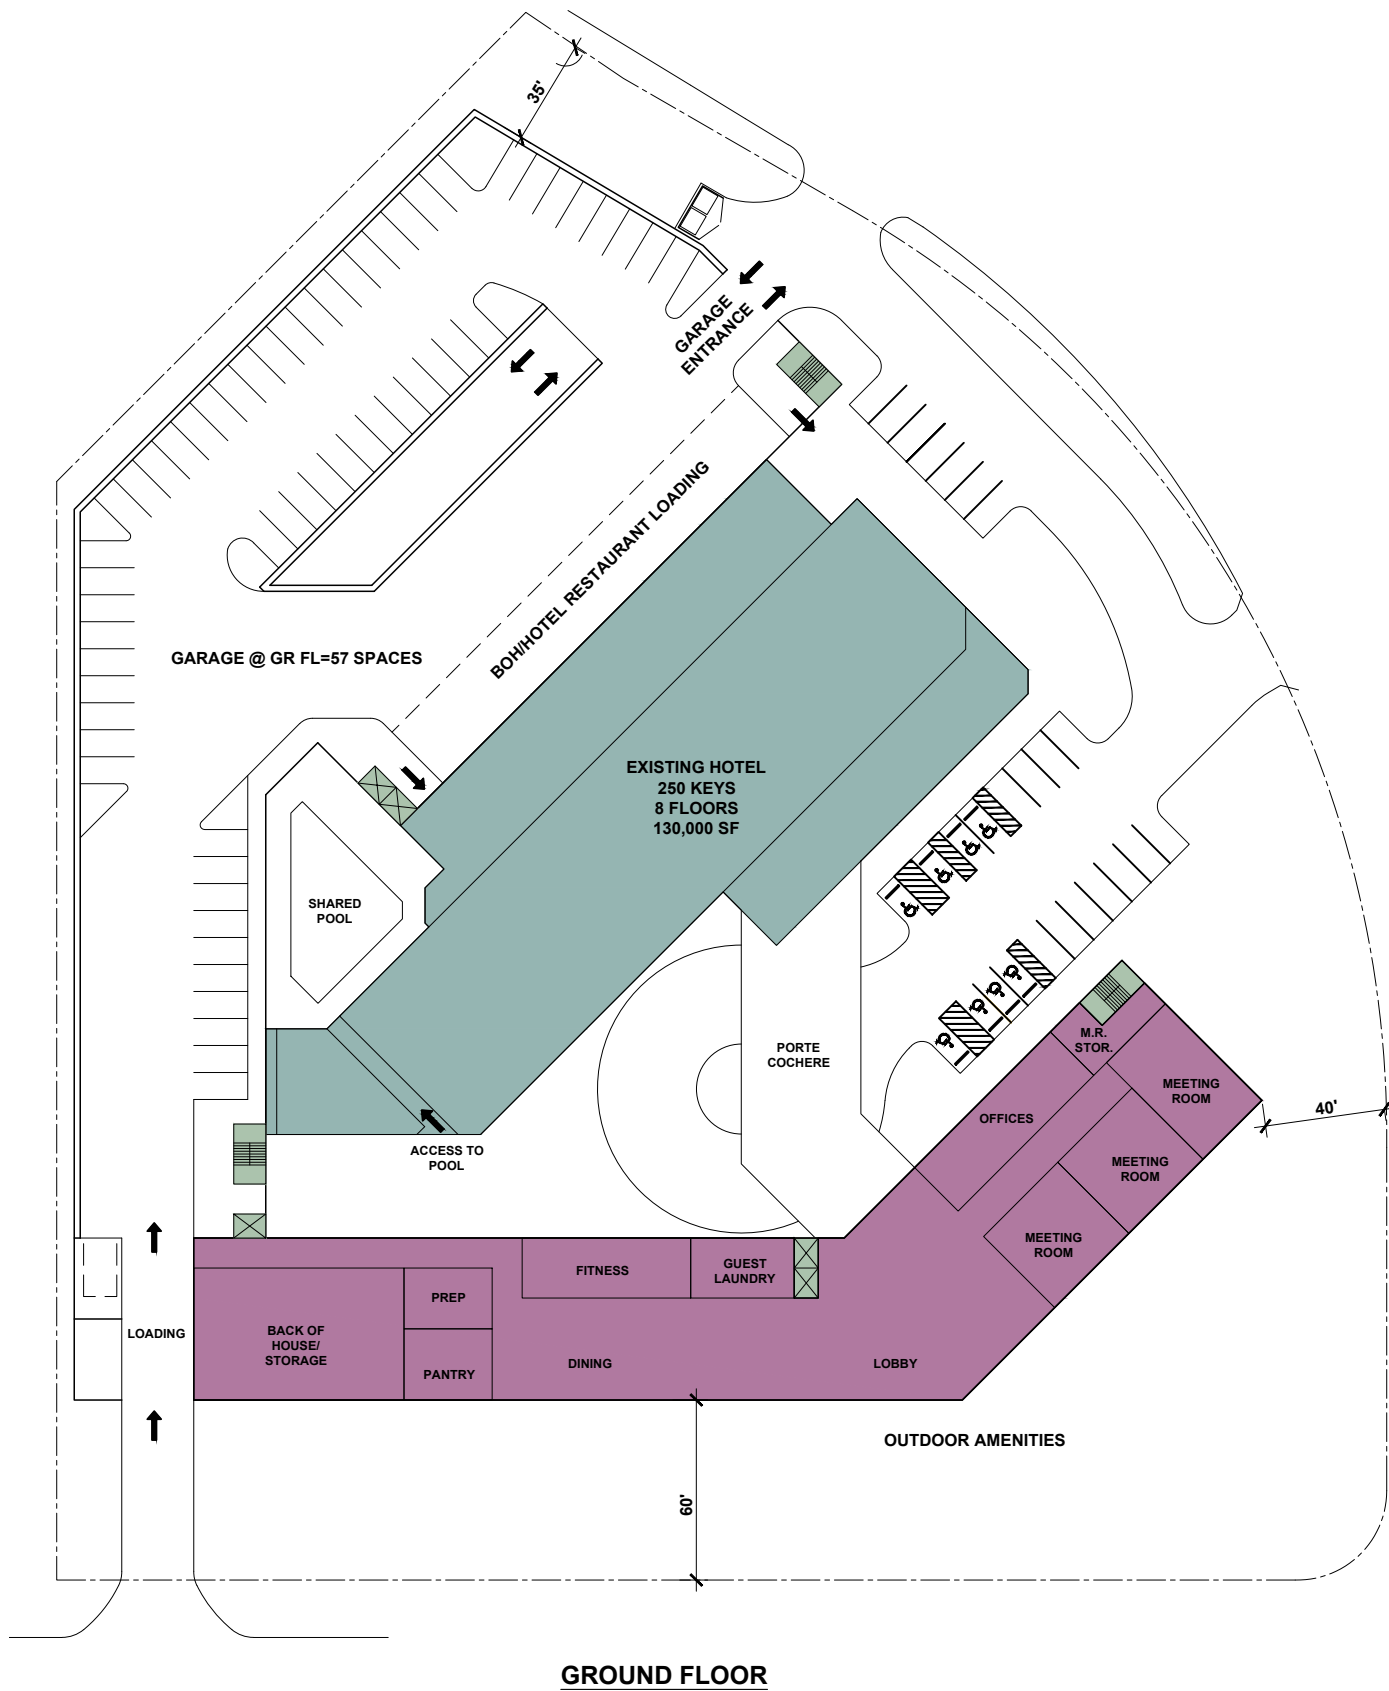 35'
GARAGE
ENTRANCE
BOH/HOTEL RESTAURANT LOADING
GARAGE @ GR FL=57 SPACES
EXISTING HOTEL
250 KEYS
8 FLOORS
130,000 SF
SHARED
POOL
M.R.
STOR.
PORTE
COCHERE
MEETING
ROOM
40'
OFFICES
ACCESS TO
POOL
MEETING
ROOM
MEETING
ROOM
FITNESS
GUEST
LAUNDRY
PREP
LOADING
BACK OF
HOUSE/
STORAGE
DINING
LOBBY
PANTRY
OUTDOOR AMENITIES
60'
GROUND FLOOR